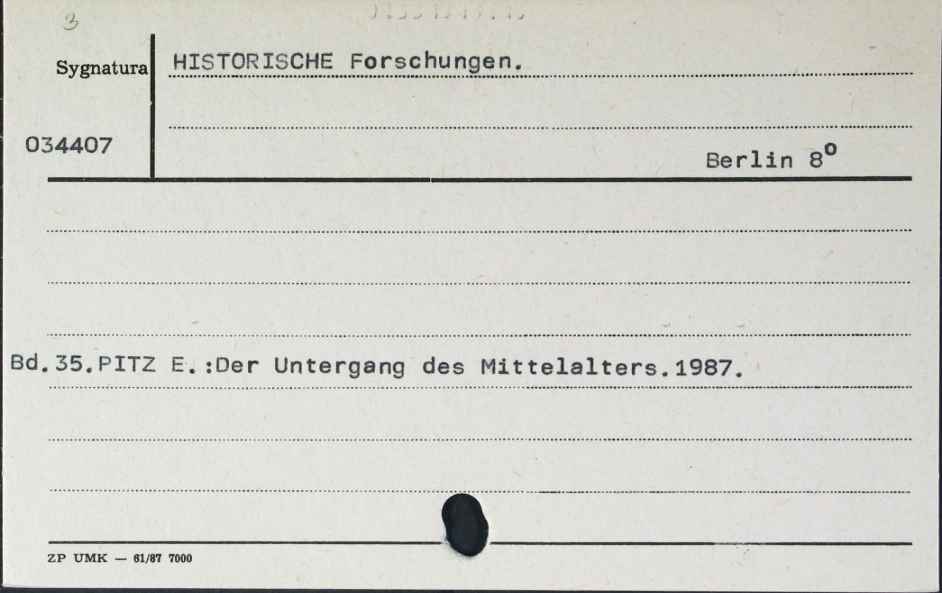 3
Sygnatura
HISTORISCHE Forschungen.
034407
Berlin 8º
Bd.35.PITZ E.:Der Untergang des Mittelalters.1987.
ZP UMK — 61/87 7000